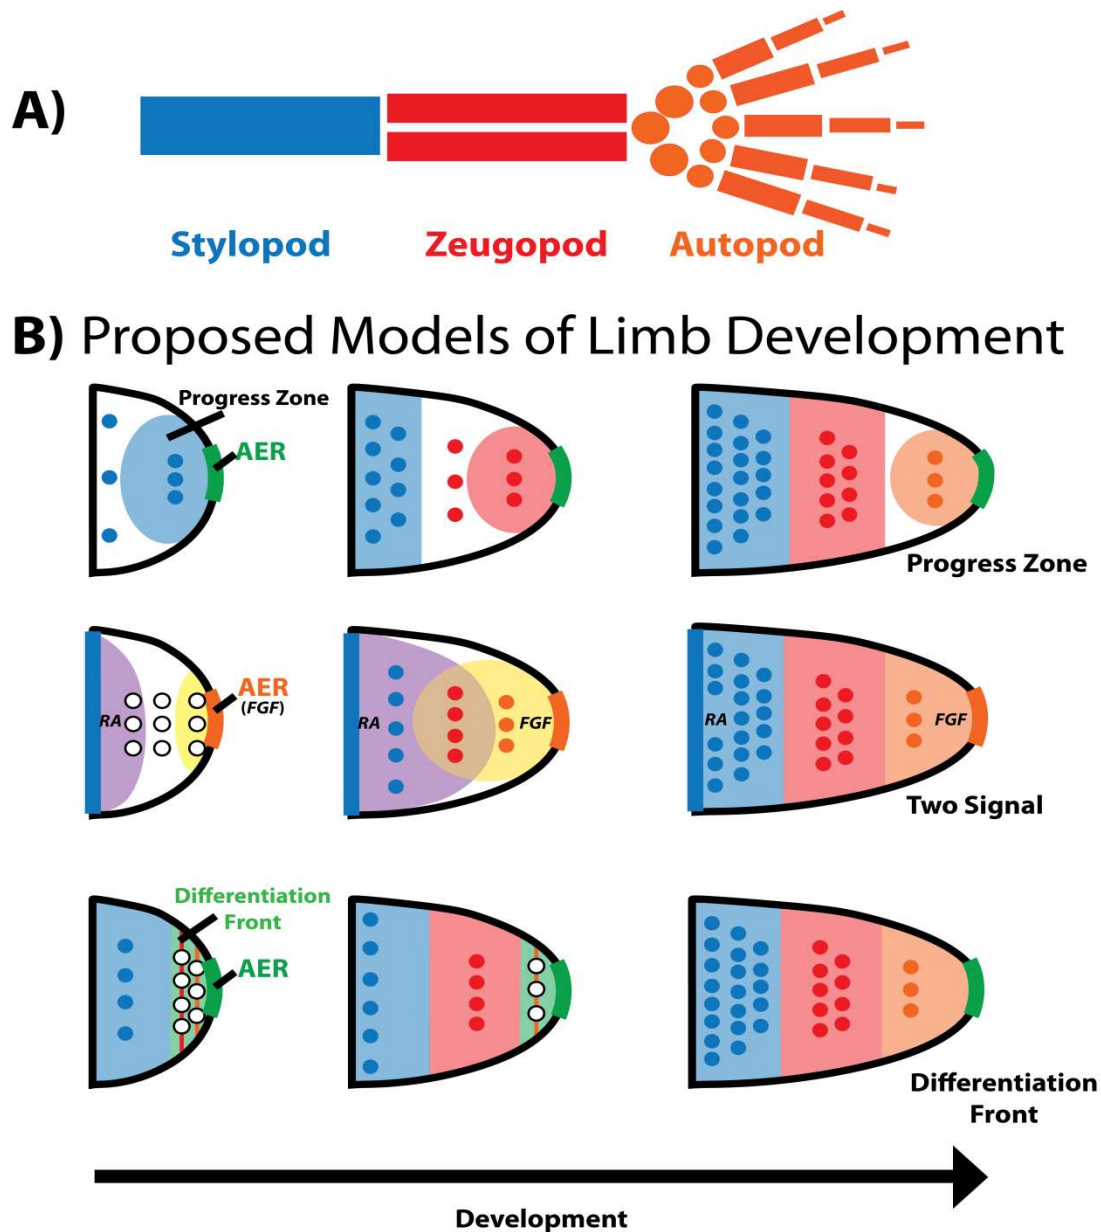 A)
Stylopod Zeugopod Autopod
B) Proposed Models of Limb Development
Progress Zone
AER
Progress Zone
RA
AER
(FGF)
RA
FGF
RA
FGF
Two Signal
Differentiation
Front
AER
Differentiation
Front
Development